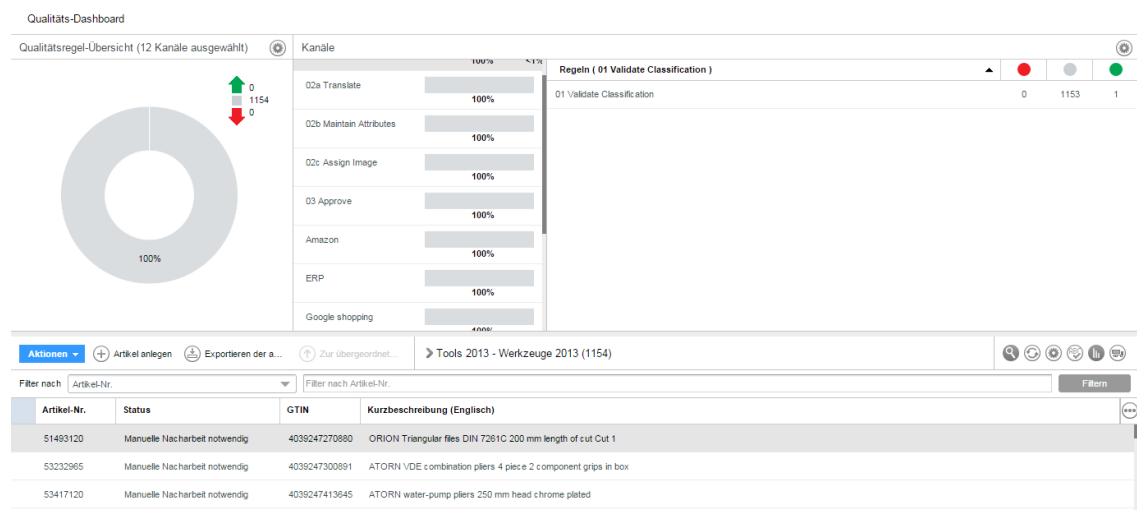 Qualitäts-Dashboard
Qualitätsregel-Übersicht (12 Kanäle ausgewählt)
0
1154
0
100%
Kanäle
100% <1%
02a Translate
100%
02b Maintain Attributes
100%
02c Assign Image
100%
03 Approve
100%
Amazon
100%
ERP
100%
Google shopping
100%
Regeln ( 01 Validate Classification )
01 Validate Classification 0 1153 1
Aktionen Artikel anlegen Exportieren der a... Zur übergeordnet... Tools 2013 - Werkzeuge 2013 (1154)
Filter nach Artikel-Nr. Filter nach Artikel-Nr. Filtern
Artikel-Nr. Status GTIN Kurzbeschreibung (Englisch)
51493120 Manuelle Nacharbeit notwendig 4039247270880 ORION Triangular files DIN 7261C 200 mm length of cut Cut 1
53232965 Manuelle Nacharbeit notwendig 4039247300891 ATORN VDE combination pliers 4 piece 2 component grips in box
53417120 Manuelle Nacharbeit notwendig 4039247413645 ATORN water-pump pliers 250 mm head chrome plated